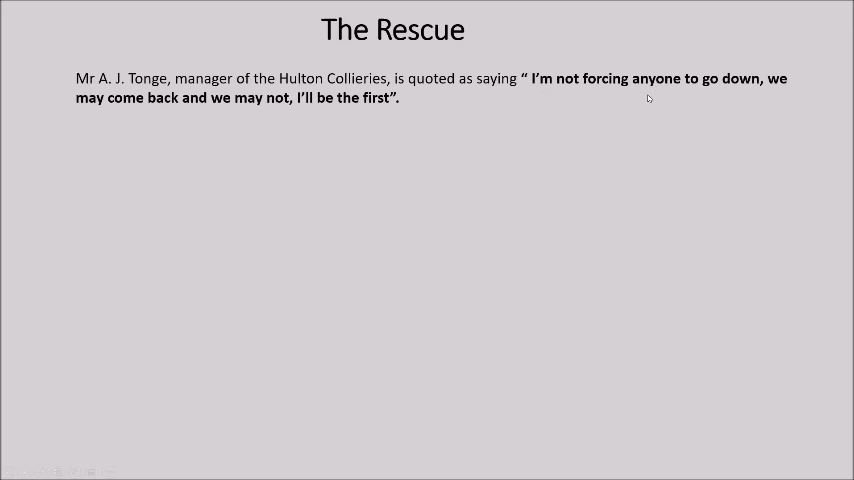 The Rescue
Mr A. J. Tonge, manager of the Hulton Collieries, is quoted as saying “ I’m not forcing anyone to go down, we
may come back and we may not, I’ll be the first”.